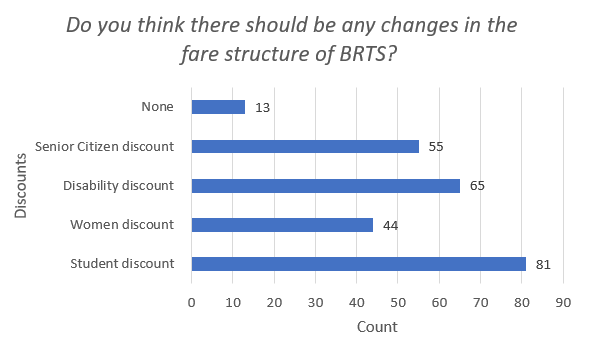 Do you think there should be any changes in the
fare structure of BRTS?
Discounts
None 13
Senior Citizen discount 55
Disability discount 65
Women discount 44
Student discount 81
0 10 20 30 40 50 60 70 80 90
Count